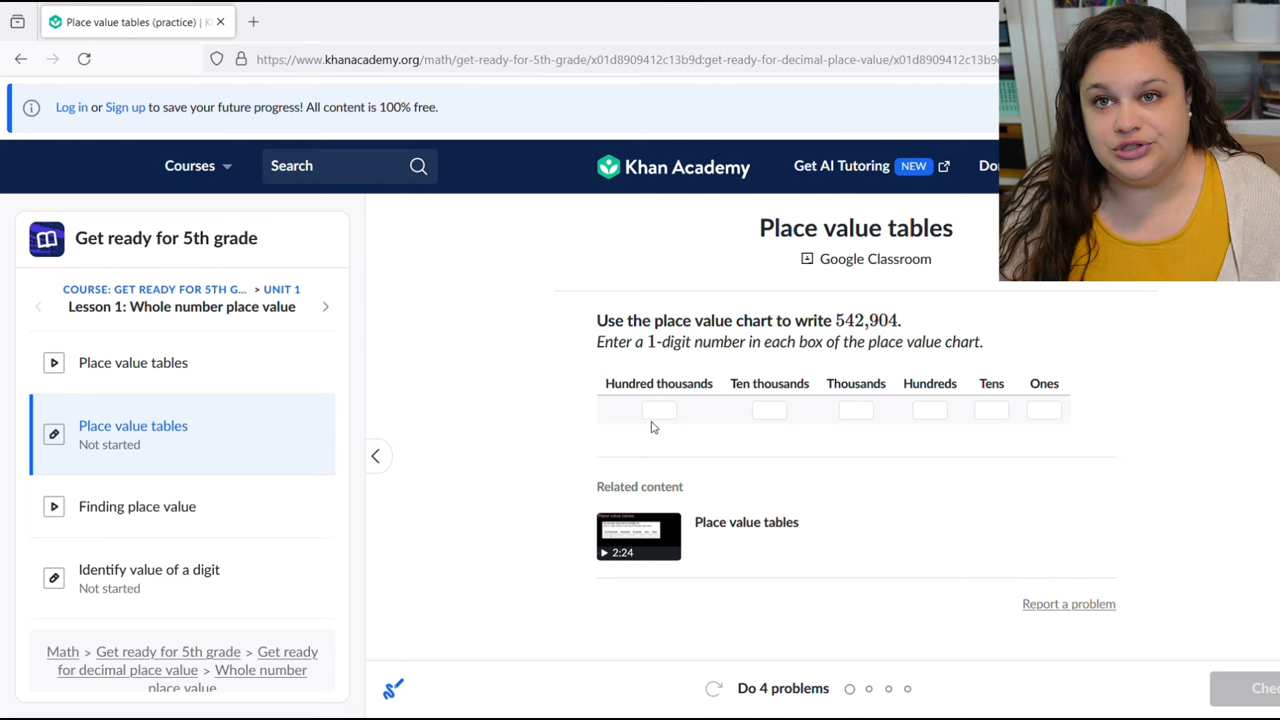 Place value tables (practice) | K
https://www.khanacademy.org/math/get-ready-for-5th-grade/x01d8909412c13b9d:get-ready-for-decimal-place-value/x01d8909412c13b9d
Log in or Sign up to save your future progress! All content is 100% free.
Courses
Search
Khan Academy
Get AI Tutoring NEW
Get ready for 5th grade
COURSE: GET READY FOR 5TH G... > UNIT 1
Lesson 1: Whole number place value
Place value tables
Place value tables
Not started
Finding place value
Identify value of a digit
Not started
Math > Get ready for 5th grade > Get ready
for decimal place value > Whole number
place value
Place value tables
Google Classroom
Use the place value chart to write 542,904.
Enter a 1-digit number in each box of the place value chart.
Hundred thousands Ten thousands Thousands Hundreds Tens Ones
Related content
2:24
Place value tables
Report a problem
Do 4 problems